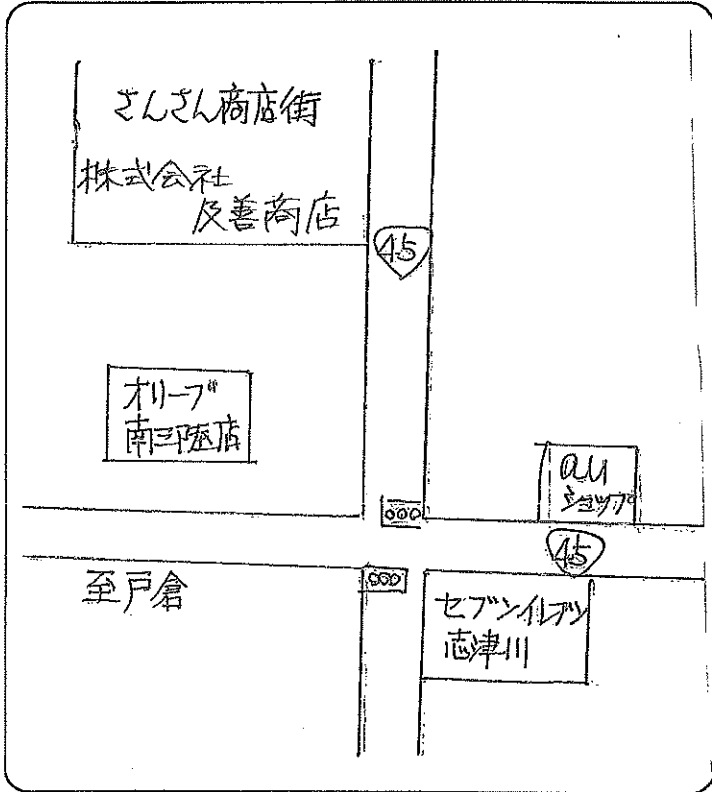 さんさん商店街
株式会社
及善商店
45
オリーブ
南三陸店
au
ショップ
45
至戸倉
セブンイレブン
志津川